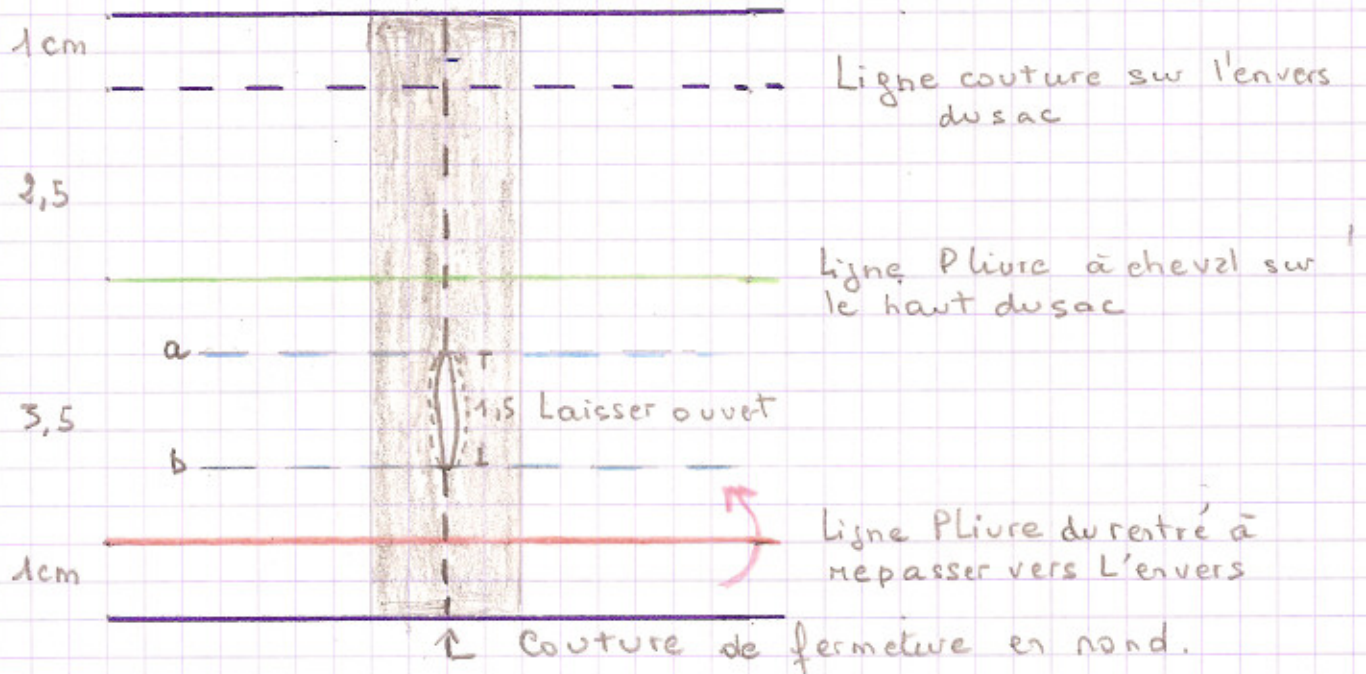 1cm
Ligne couture sur l'envers
du sac
2,5
Ligne Pliure à cheval sur
le haut du sac
a
3,5
1,5 Laisser ouvet
b
Ligne Pliure du rentré à
repasser vers L'envers
1cm
Couture de fermeture en rond.